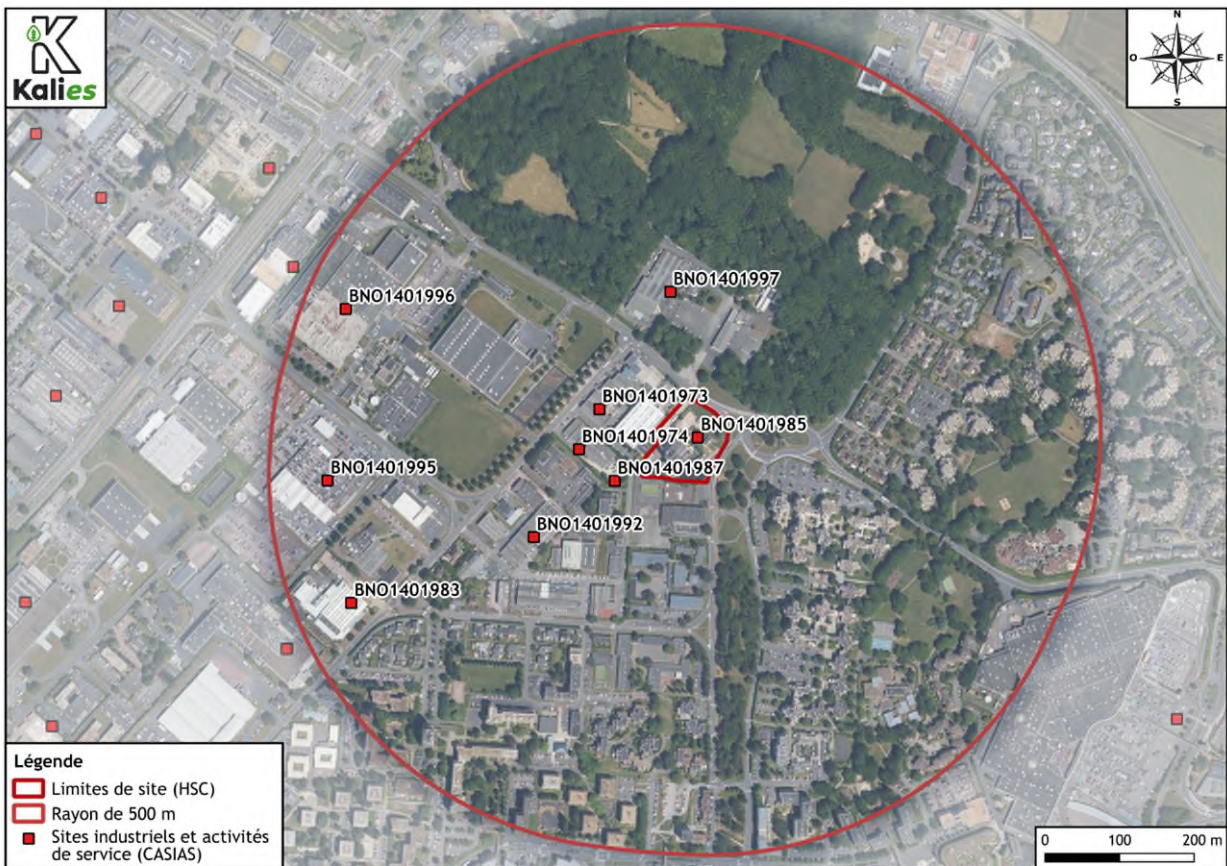 Kalies
N
O
E
S
BNO1401997
BNO1401996
BNO1401973
BNO1401985
BNO1401974
BNO1401987
BNO1401995
BNO1401992
BNO1401983
Légende
Limites de site (HSC)
Rayon de 500 m
Sites industriels et activités
de service (CASIAS)
0 100 200 m